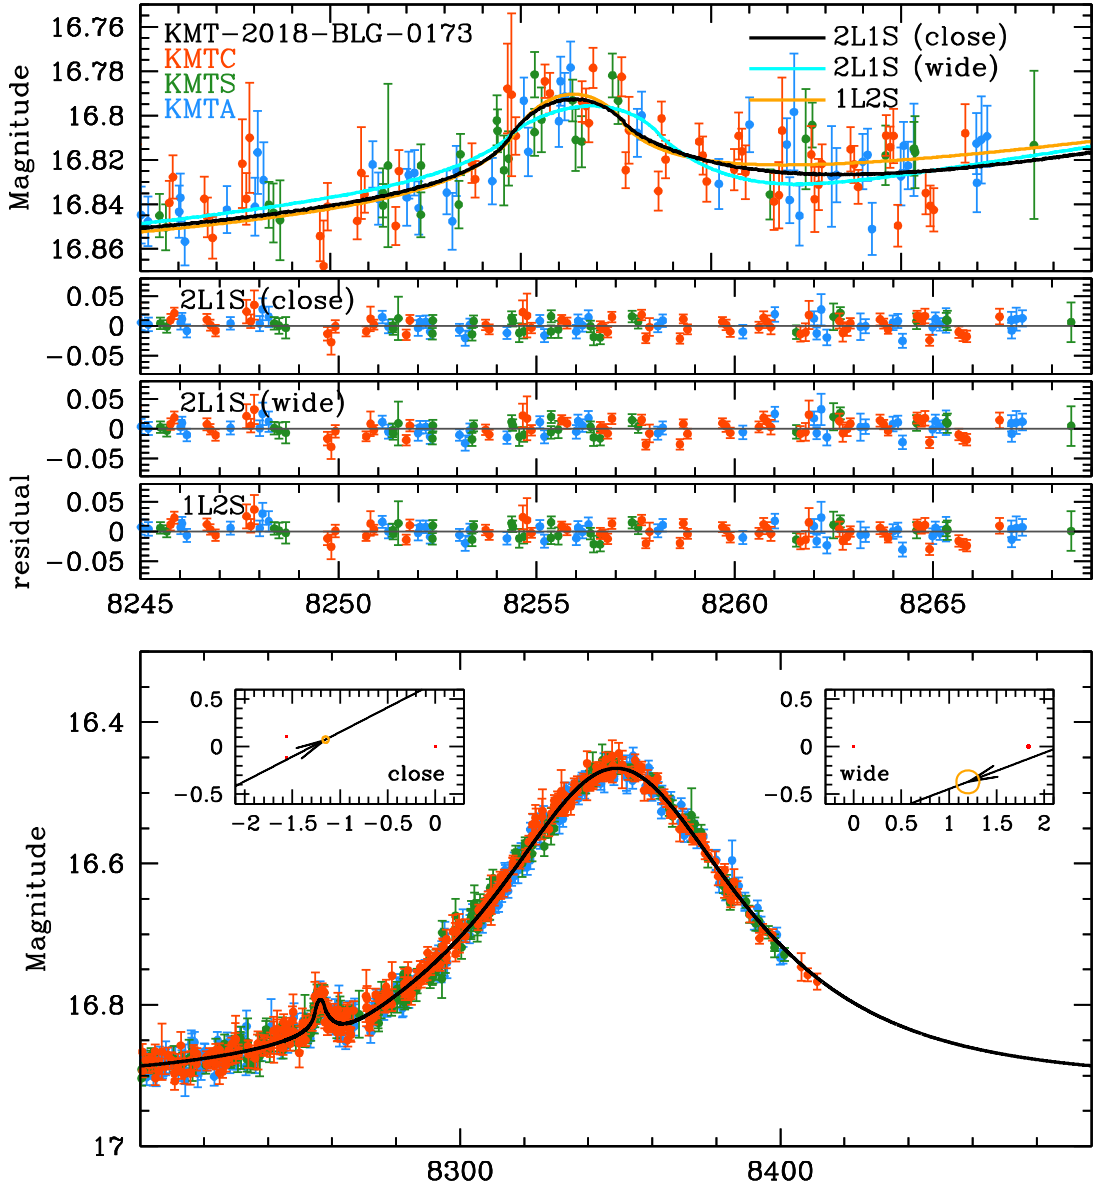 16.76
16.78
16.8
16.82
16.84
16.86
Magnitude
KMT-2018-BLG-0173
KMTC
KMTS
KMTA
2L1S (close)
2L1S (wide)
1L2S
0.05
0
-0.05
2L1S (close)
0.05
0
-0.05
2L1S (wide)
0.05
0
-0.05
1L2S
residual
8245 8250 8255 8260 8265
16.4
16.6
16.8
17
Magnitude
0.5
0
-0.5
close
-2 -1.5 -1 -0.5 0
0.5
0
-0.5
wide
0 0.5 1 1.5 2
8300 8400